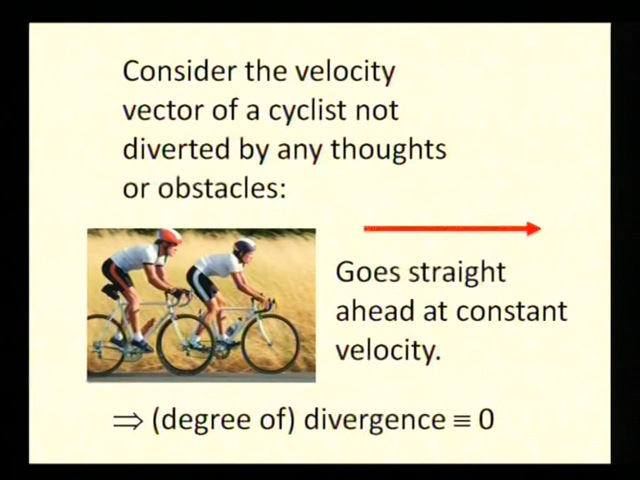 Consider the velocity
vector of a cyclist not
diverted by any thoughts
or obstacles:
Goes straight
ahead at constant
velocity.
⇒ (degree of) divergence ≡ 0